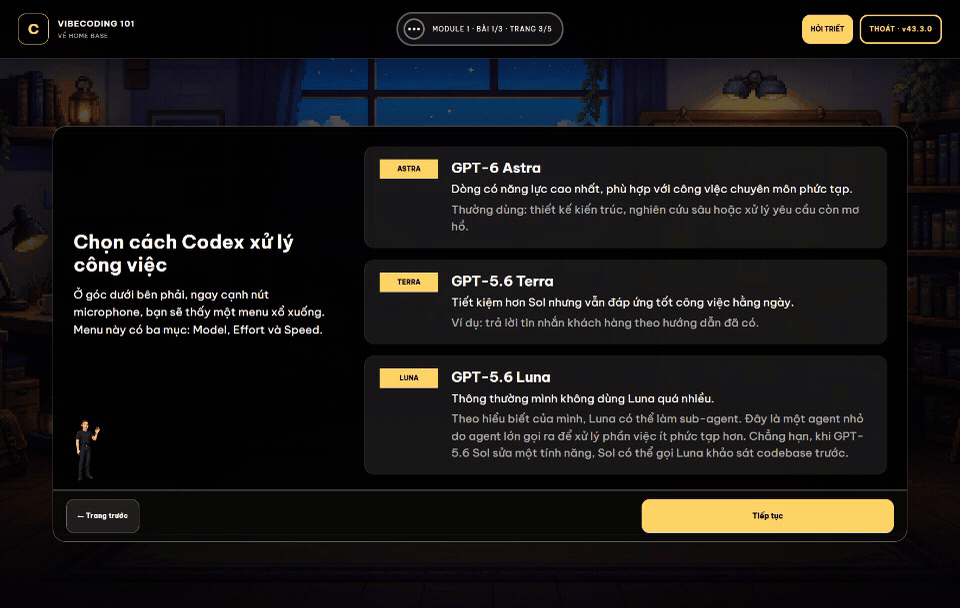 C
VIBECODING 101
VỀ HOME BASE
MODULE 1 · BÀI 1/3 · TRANG 3/5
HỎI TRIẾT
THOÁT · v43.3.0
Chọn cách Codex xử lý
công việc
Ở góc dưới bên phải, ngay cạnh nút
microphone, bạn sẽ thấy một menu xổ xuống.
Menu này có ba mục: Model, Effort và Speed.
ASTRA
GPT-6 Astra
Dòng có năng lực cao nhất, phù hợp với công việc chuyên môn phức tạp.
Thường dùng: thiết kế kiến trúc, nghiên cứu sâu hoặc xử lý yêu cầu còn mơ
hồ.
TERRA
GPT-5.6 Terra
Tiết kiệm hơn Sol nhưng vẫn đáp ứng tốt công việc hằng ngày.
Ví dụ: trả lời tin nhắn khách hàng theo hướng dẫn đã có.
LUNA
GPT-5.6 Luna
Thông thường mình không dùng Luna quá nhiều.
Theo hiểu biết của mình, Luna có thể làm sub-agent. Đây là một agent nhỏ
do agent lớn gọi ra để xử lý phần việc ít phức tạp hơn. Chẳng hạn, khi GPT-
5.6 Sol sửa một tính năng, Sol có thể gọi Luna khảo sát codebase trước.
← Trang trước
Tiếp tục